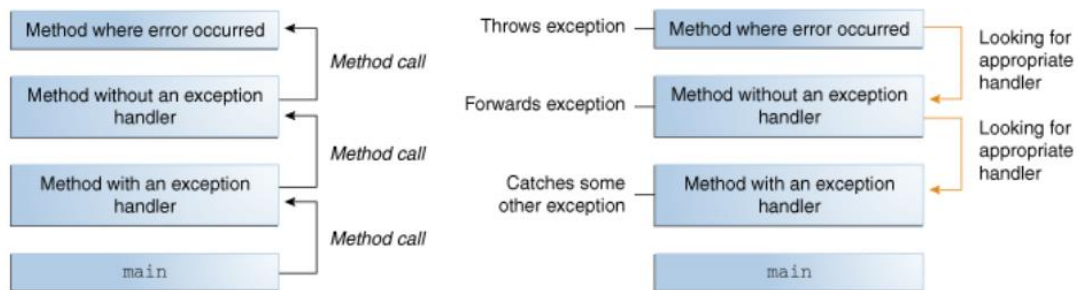 Method where error occurred
Method call
Method without an exception
handler
Method call
Method with an exception
handler
Method call
main
Throws exception
Method where error occurred
Looking for
appropriate
handler
Forwards exception
Method without an exception
handler
Looking for
appropriate
handler
Catches some
other exception
Method with an exception
handler
main